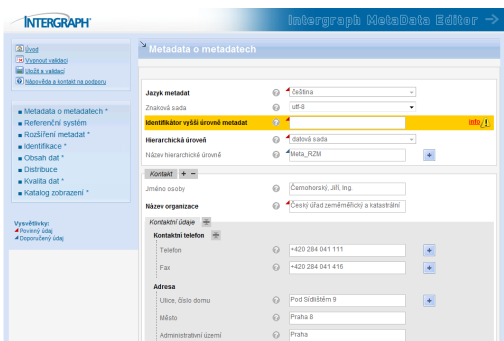 INTERGRAPH
Intergraph MetaData Editor
Úvod
Vypnout validaci
Uložit a validaci
Nápověda a kontakt na podporu
Metadata o metadatech *
Referenční systém
Rozšíření metadat *
Identifikace *
Obsah dat *
Distribuce
Kvalita dat *
Katalog zobrazení *
Vysvětlivky:
Povinný údaj
Doporučený údaj
Metadata o metadatech
Jazyk metadat čeština
Znaková sada utf-8
Identifikátor vyšší úrovně metadat info
Hierarchická úroveň datová sada
Název hierarchické úrovně Meta_RZM
Kontakt + −
Jméno osoby Černohorský, Jiří, Ing.
Název organizace Český úřad zeměměřický a katastrální
Kontaktní údaje
Kontaktní telefon
Telefon +420 284 041 111
Fax +420 284 041 416
Adresa
Ulice, číslo domu Pod Sídlištěm 9
Město Praha 8
Administrativní území Praha